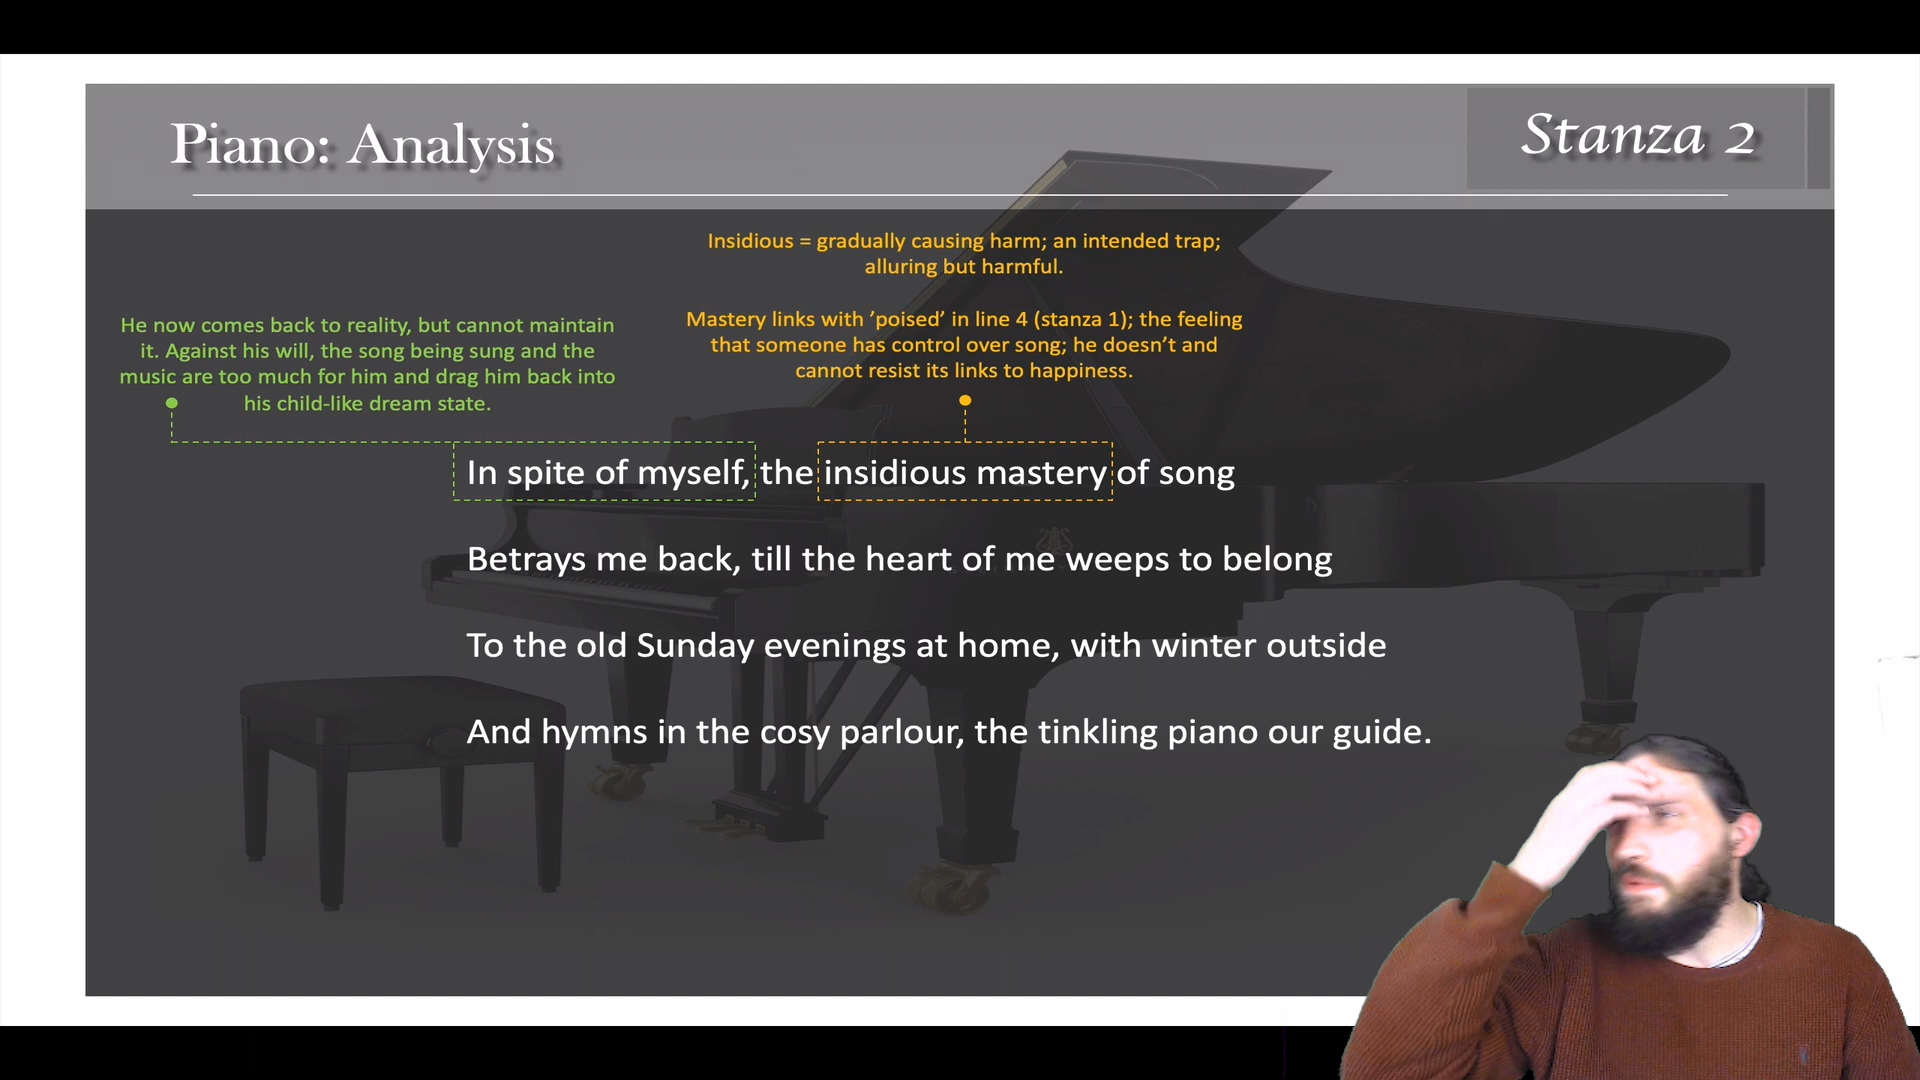 Piano: Analysis
Stanza 2
Insidious = gradually causing harm; an intended trap;
alluring but harmful.
He now comes back to reality, but cannot maintain
it. Against his will, the song being sung and the
music are too much for him and drag him back into
his child-like dream state.
Mastery links with ’poised’ in line 4 (stanza 1); the feeling
that someone has control over song; he doesn’t and
cannot resist its links to happiness.
In spite of myself, the insidious mastery of song
Betrays me back, till the heart of me weeps to belong
To the old Sunday evenings at home, with winter outside
And hymns in the cosy parlour, the tinkling piano our guide.